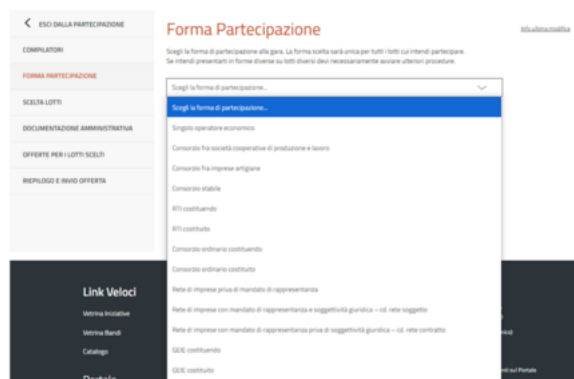 ESCI DALLA PARTECIPAZIONE
COMPILATORI
FORMA PARTECIPAZIONE
SCELTA LOTTI
DOCUMENTAZIONE AMMINISTRATIVA
OFFERTE PER I LOTTI SCELTI
RIEPILOGO E INVIO OFFERTA
Forma Partecipazione
Info ultima modifica
Scegli la forma di partecipazione alla gara. La forma scelta sarà unica per tutti i lotti cui intendi partecipare.
Se intendi presentarti in forme diverse su lotti diversi devi necessariamente avviare ulteriori procedure.
Scegli la forma di partecipazione...
Scegli la forma di partecipazione...
Singolo operatore economico
Consorzio fra società cooperative di produzione e lavoro
Consorzio fra imprese artigiane
Consorzio stabile
RTI costituendo
RTI costituito
Consorzio ordinario costituendo
Consorzio ordinario costituito
Rete di imprese priva di mandato di rappresentanza
Rete di imprese con mandato di rappresentanza e soggettività giuridica – cd. rete soggetto
Rete di imprese con mandato di rappresentanza priva di soggettività giuridica – cd. rete contratto
GEIE costituendo
GEIE costituito
Link Veloci
Vetrina Iniziative
Vetrina Bandi
Catalogo
Portale
sul Portale